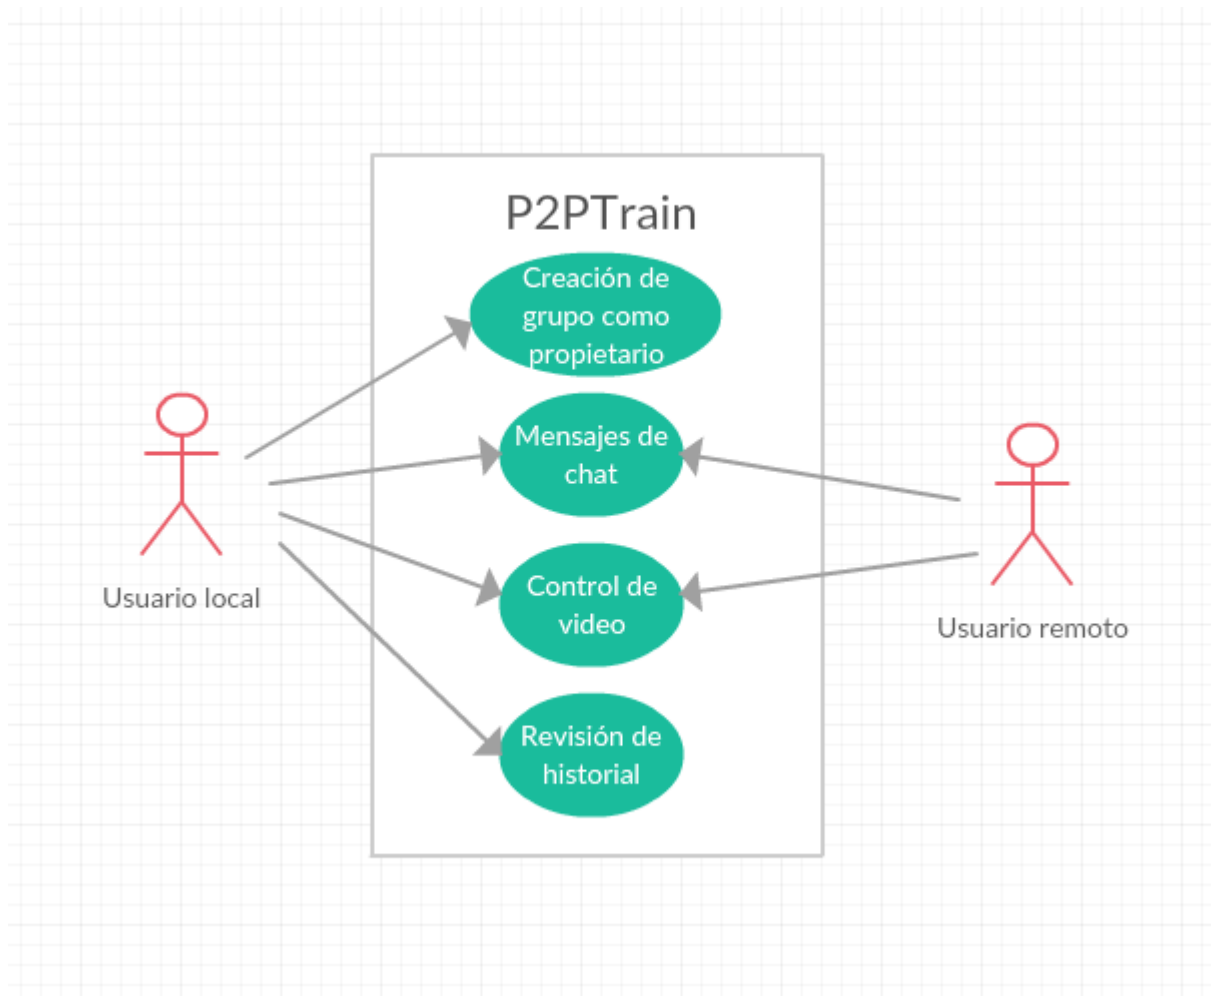 P2PTrain
Creación de
grupo como
propietario
Mensajes de
chat
Control de
video
Revisión de
historial
Usuario local
Usuario remoto